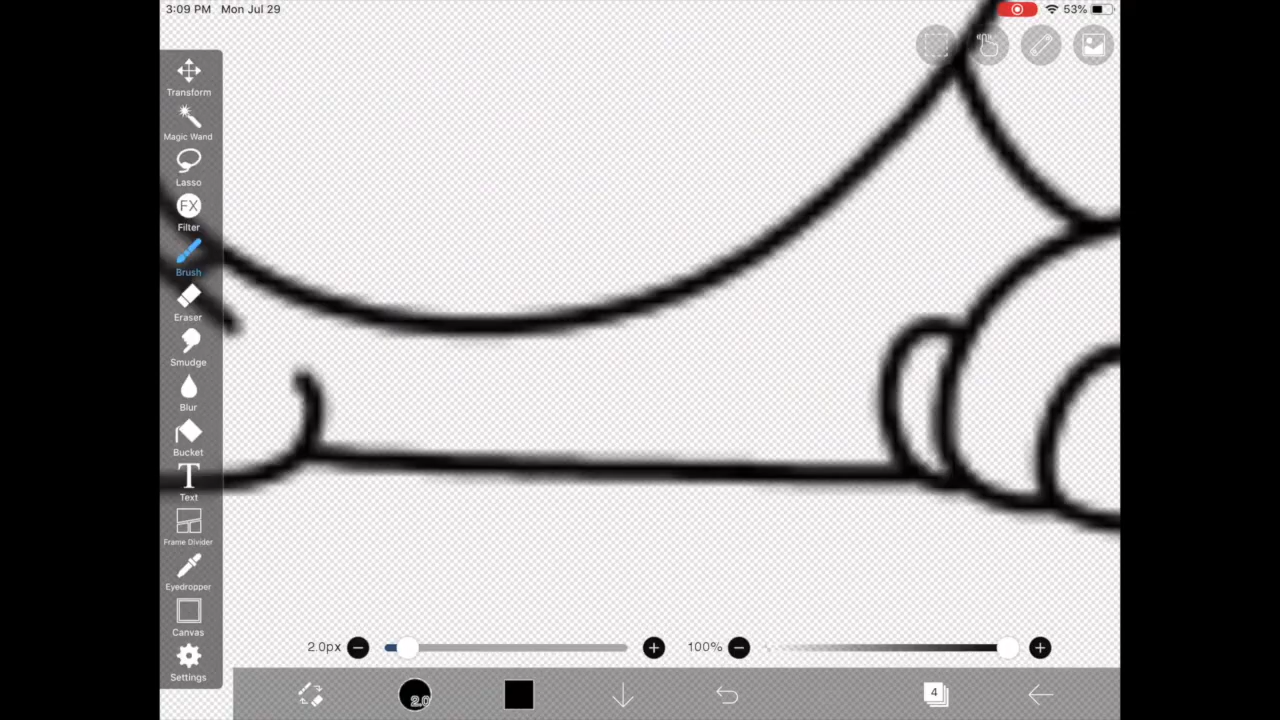 3:09 PM Mon Jul 29
53%
Transform
Magic Wand
Lasso
FX
Filter
Brush
Eraser
Smudge
Blur
Bucket
T
Text
Frame Divider
Eyedropper
Canvas
Settings
2.0px
100%
2.0
4